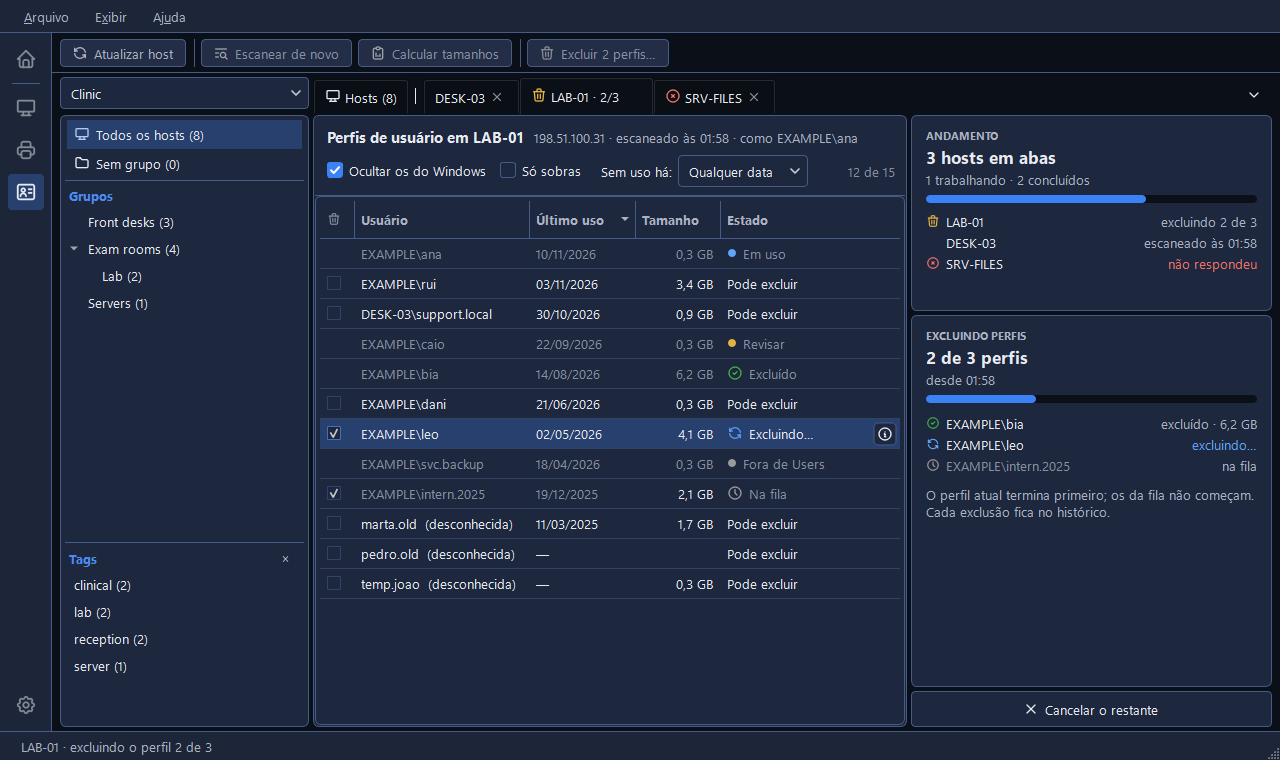 Arquivo Exibir Ajuda
Atualizar host Escanear de novo Calcular tamanhos Excluir 2 perfis...
Clinic
Todos os hosts (8)
Sem grupo (0)
Grupos
Front desks (3)
Exam rooms (4)
Lab (2)
Servers (1)
Tags ×
clinical (2)
lab (2)
reception (2)
server (1)
Hosts (8) DESK-03 LAB-01 · 2/3 SRV-FILES
Perfis de usuário em LAB-01 198.51.100.31 · escaneado às 01:58 · como EXAMPLE\ana
Ocultar os do Windows Só sobras Sem uso há: Qualquer data 12 de 15
Usuário Último uso Tamanho Estado
EXAMPLE\ana 10/11/2026 0,3 GB Em uso
EXAMPLE\rui 03/11/2026 3,4 GB Pode excluir
DESK-03\support.local 30/10/2026 0,9 GB Pode excluir
EXAMPLE\caio 22/09/2026 0,3 GB Revisar
EXAMPLE\bia 14/08/2026 6,2 GB Excluído
EXAMPLE\dani 21/06/2026 0,3 GB Pode excluir
EXAMPLE\leo 02/05/2026 4,1 GB Excluindo...
EXAMPLE\svc.backup 18/04/2026 0,3 GB Fora de Users
EXAMPLE\intern.2025 19/12/2025 2,1 GB Na fila
marta.old (desconhecida) 11/03/2025 1,7 GB Pode excluir
pedro.old (desconhecida) — Pode excluir
temp.joao (desconhecida) — 0,3 GB Pode excluir
ANDAMENTO
3 hosts em abas
1 trabalhando · 2 concluídos
LAB-01 excluindo 2 de 3
DESK-03 escaneado às 01:58
SRV-FILES não respondeu
EXCLUINDO PERFIS
2 de 3 perfis
desde 01:58
EXAMPLE\bia excluído · 6,2 GB
EXAMPLE\leo excluindo...
EXAMPLE\intern.2025 na fila
O perfil atual termina primeiro; os da fila não começam.
Cada exclusão fica no histórico.
Cancelar o restante
LAB-01 · excluindo o perfil 2 de 3